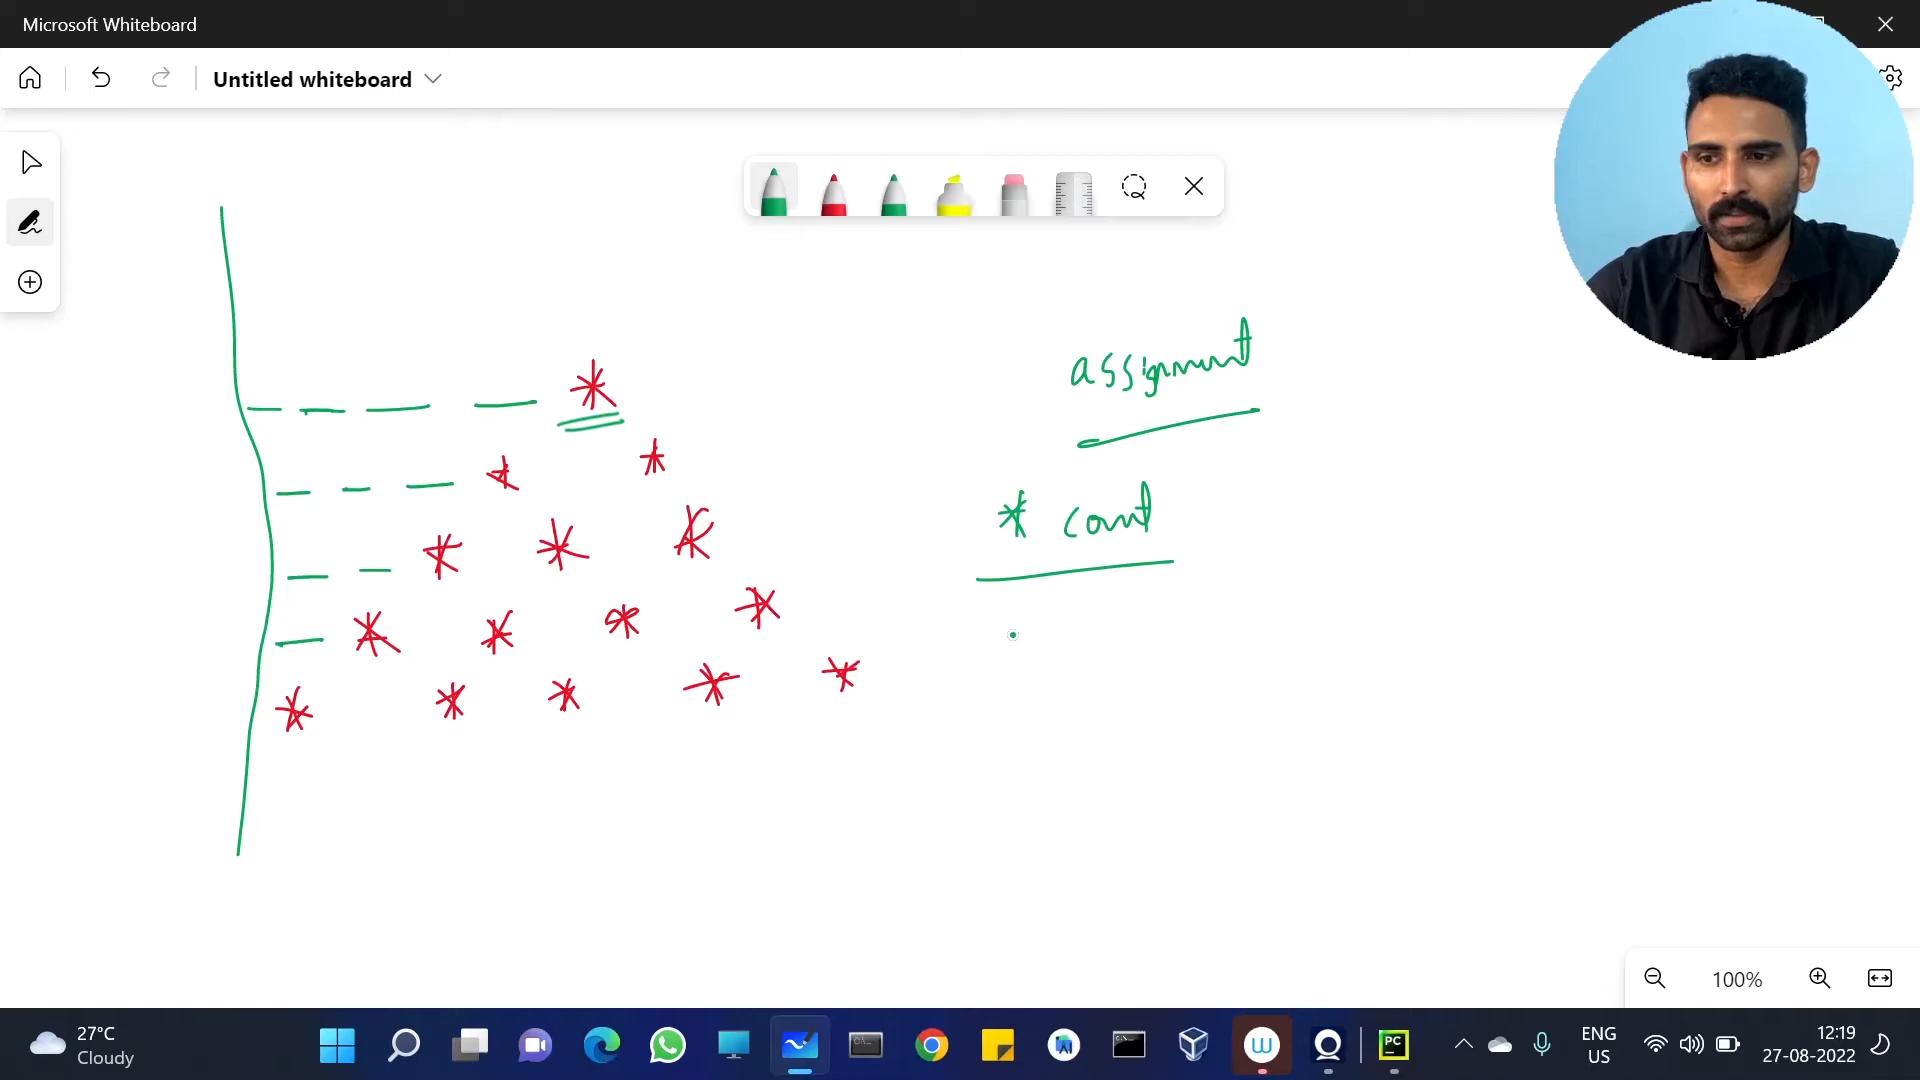 Microsoft Whiteboard
Untitled whiteboard
assignment
* count
100%
27°C
Cloudy
ENG
US
12:19
27-08-2022